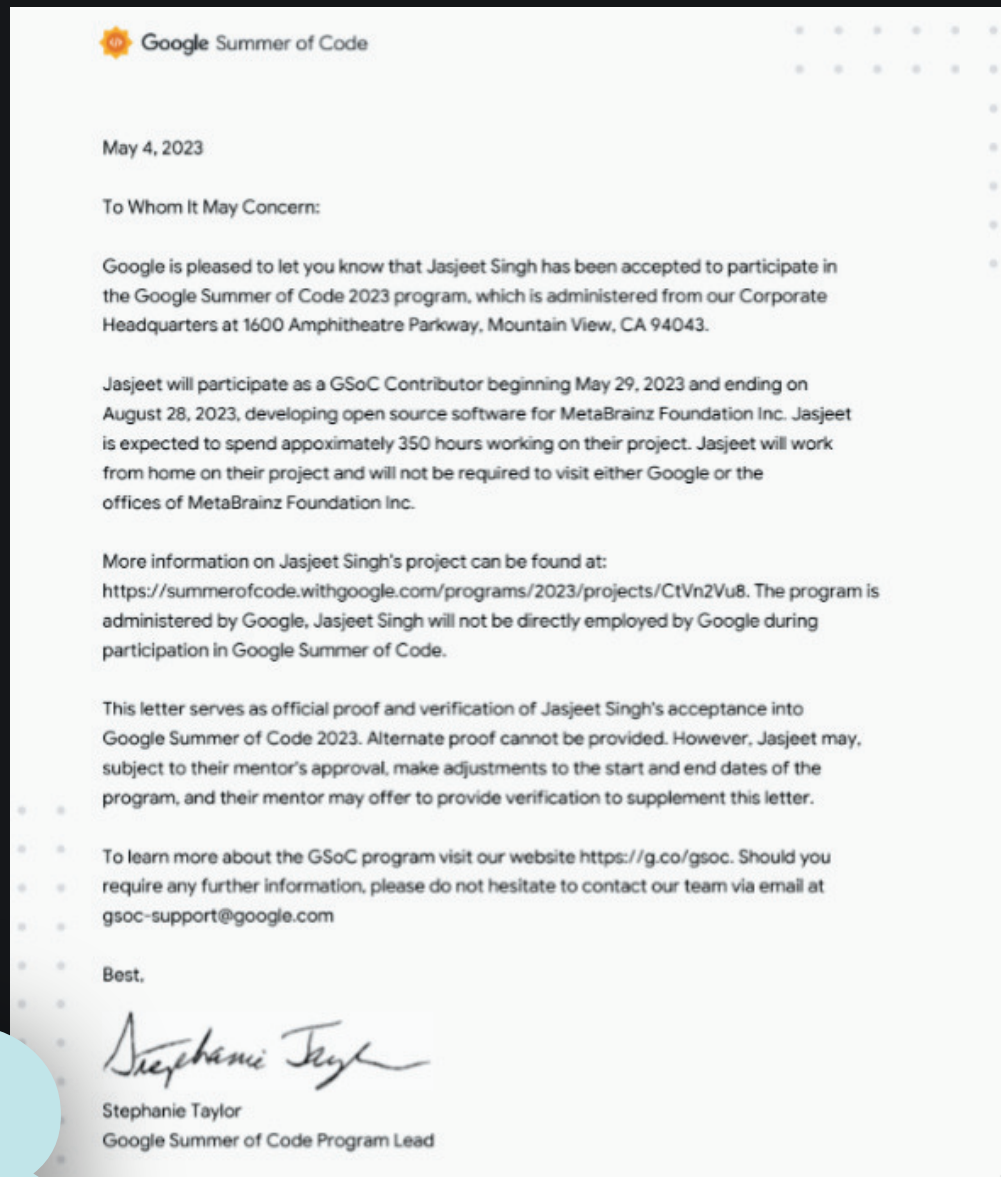 Google Summer of Code
May 4, 2023
To Whom It May Concern:
Google is pleased to let you know that Jasjeet Singh has been accepted to participate in
the Google Summer of Code 2023 program, which is administered from our Corporate
Headquarters at 1600 Amphitheatre Parkway, Mountain View, CA 94043.
Jasjeet will participate as a GSoC Contributor beginning May 29, 2023 and ending on
August 28, 2023, developing open source software for MetaBrainz Foundation Inc. Jasjeet
is expected to spend appoximately 350 hours working on their project. Jasjeet will work
from home on their project and will not be required to visit either Google or the
offices of MetaBrainz Foundation Inc.
More information on Jasjeet Singh's project can be found at:
https://summerofcode.withgoogle.com/programs/2023/projects/CtVn2Vu8. The program is
administered by Google, Jasjeet Singh will not be directly employed by Google during
participation in Google Summer of Code.
This letter serves as official proof and verification of Jasjeet Singh's acceptance into
Google Summer of Code 2023. Alternate proof cannot be provided. However, Jasjeet may,
subject to their mentor's approval, make adjustments to the start and end dates of the
program, and their mentor may offer to provide verification to supplement this letter.
To learn more about the GSoC program visit our website https://g.co/gsoc. Should you
require any further information, please do not hesitate to contact our team via email at
gsoc-support@google.com
Best,
Stephanie Taylor
Stephanie Taylor
Google Summer of Code Program Lead